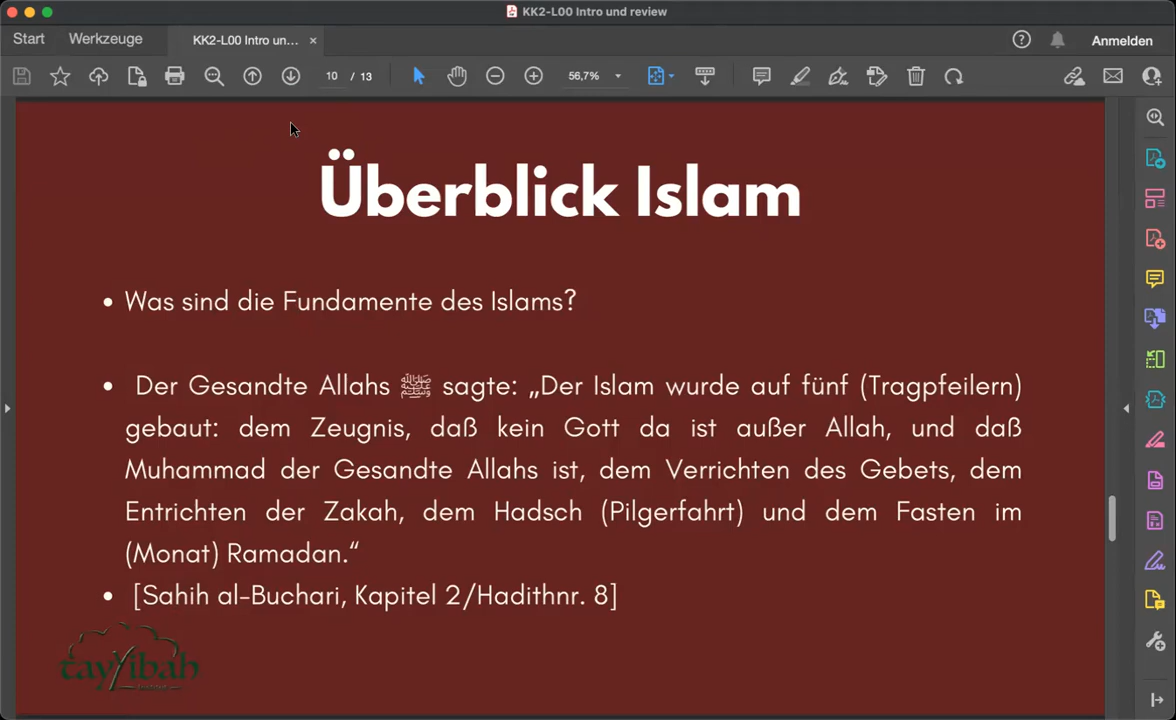 KK2-L00 Intro und review
Start Werkzeuge KK2-L00 Intro un... × Anmelden
10 / 13 56,7%
Überblick Islam
• Was sind die Fundamente des Islams?
• Der Gesandte Allahs ﷺ sagte: „Der Islam wurde auf fünf (Tragpfeilern)
gebaut: dem Zeugnis, daß kein Gott da ist außer Allah, und daß
Muhammad der Gesandte Allahs ist, dem Verrichten des Gebets, dem
Entrichten der Zakah, dem Hadsch (Pilgerfahrt) und dem Fasten im
(Monat) Ramadan.“
• [Sahih al-Buchari, Kapitel 2/Hadithnr. 8]
tayyibah